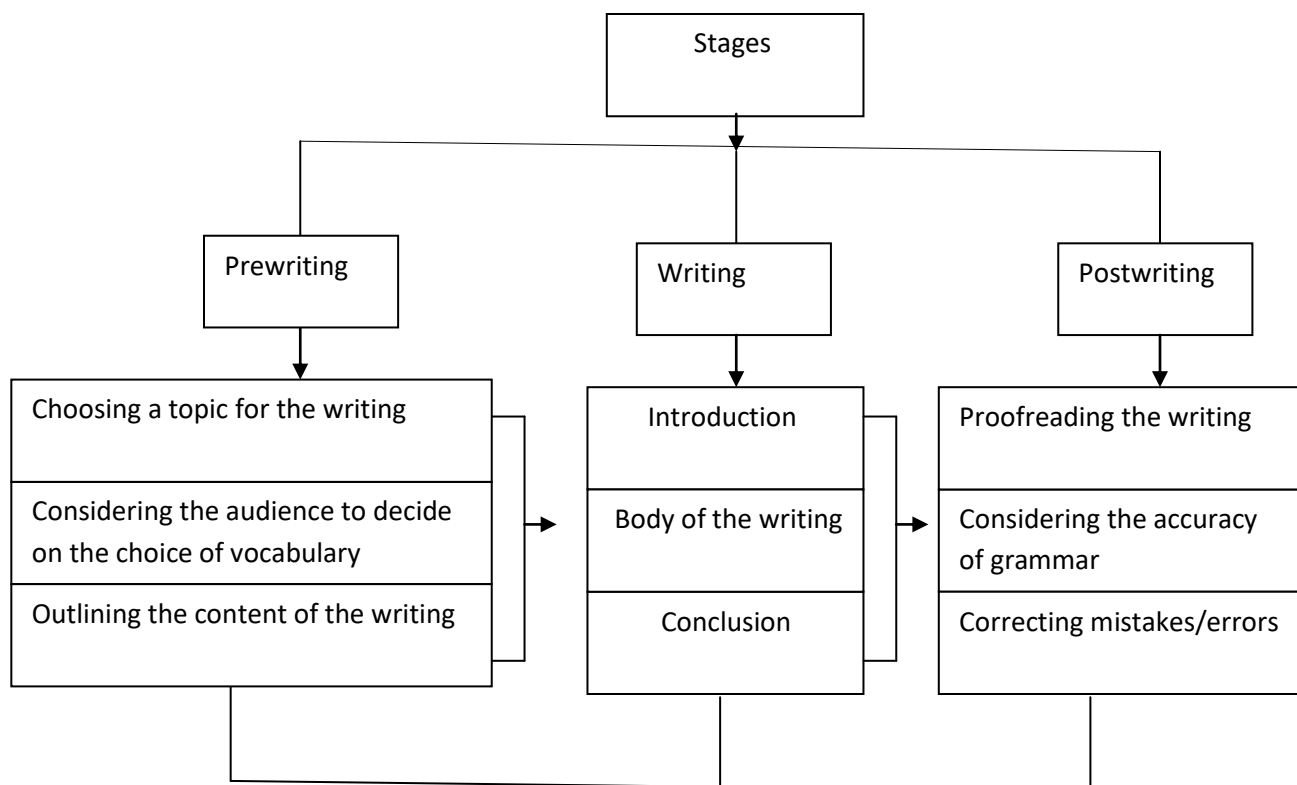 Stages
Prewriting
Writing
Postwriting
Choosing a topic for the writing
Considering the audience to decide
on the choice of vocabulary
Outlining the content of the writing
Introduction
Body of the writing
Conclusion
Proofreading the writing
Considering the accuracy
of grammar
Correcting mistakes/errors